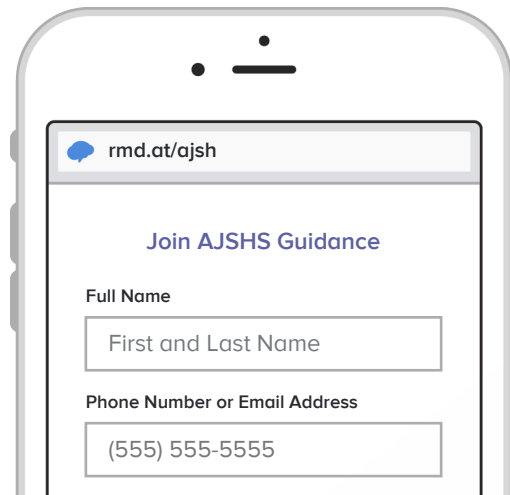 rmd.at/ajsh
Join AJSHS Guidance
Full Name
First and Last Name
Phone Number or Email Address
(555) 555-5555